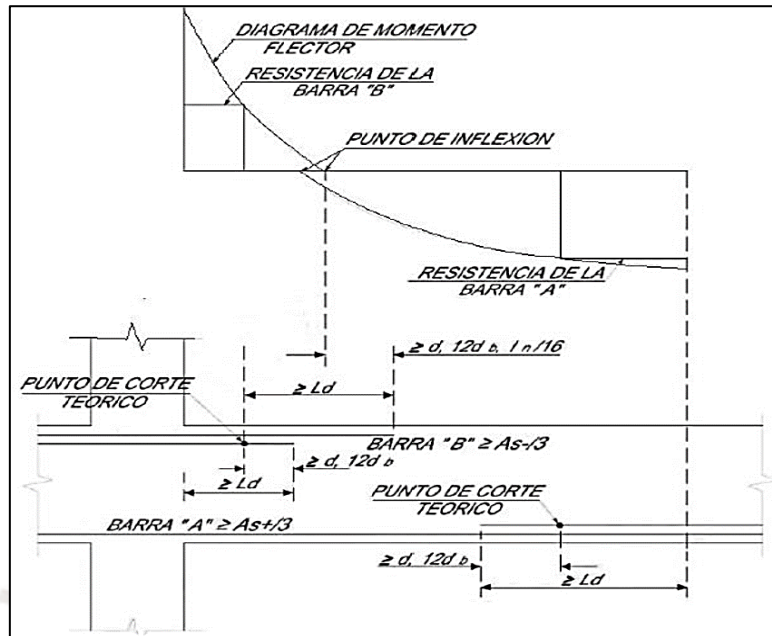 DIAGRAMA DE MOMENTO
FLECTOR
RESISTENCIA DE LA
BARRA "B"
PUNTO DE INFLEXION
RESISTENCIA DE LA
BARRA "A"
≥ d, 12d b, l n/16
≥ Ld
PUNTO DE CORTE
TEORICO
BARRA "B" ≥ As-/3
≥ d, 12d b
≥ Ld
PUNTO DE CORTE
TEORICO
BARRA "A" ≥ As+/3
≥ d, 12d b
≥ Ld